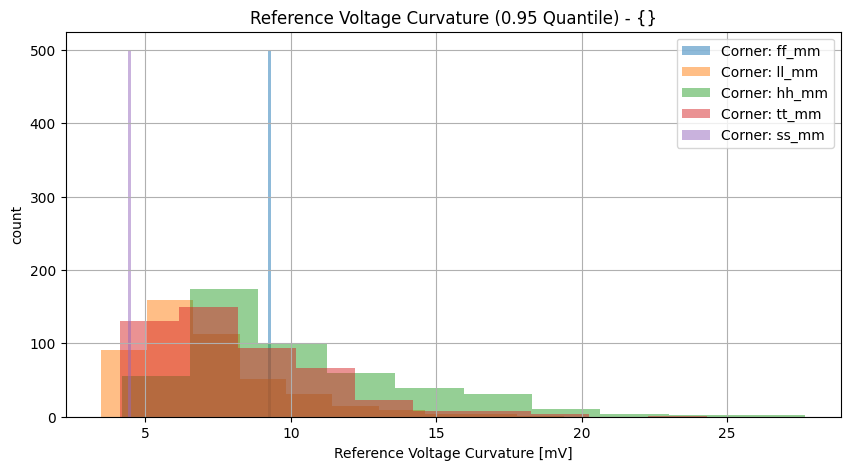 Reference Voltage Curvature (0.95 Quantile) - {}
Corner: ff_mm
Corner: ll_mm
Corner: hh_mm
Corner: tt_mm
Corner: ss_mm
count
500
400
300
200
100
0
5
10
15
20
25
Reference Voltage Curvature [mV]